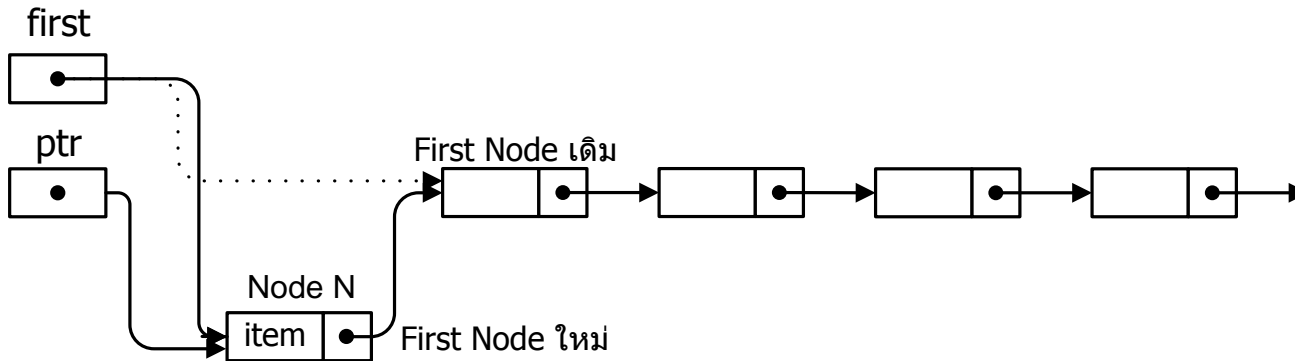 first
ptr
First Node เดิม
Node N
item
First Node ใหม่